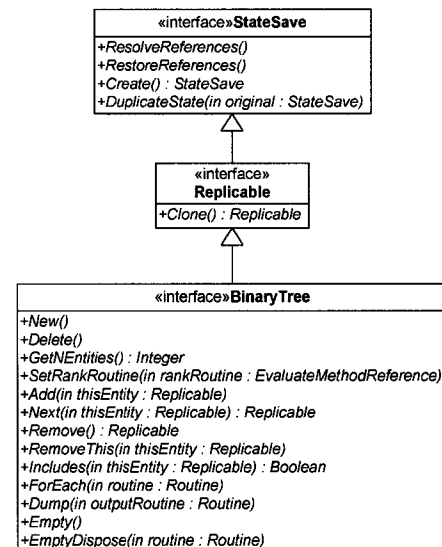 «interface»StateSave
+ResolveReferences()
+RestoreReferences()
+Create() : StateSave
+DuplicateState(in original : StateSave)
«interface»
Replicable
+Clone() : Replicable
«interface»BinaryTree
+New()
+Delete()
+GetNEntities() : Integer
+SetRankRoutine(in rankRoutine : EvaluateMethodReference)
+Add(in thisEntity : Replicable)
+Next(in thisEntity : Replicable) : Replicable
+Remove() : Replicable
+RemoveThis(in thisEntity : Replicable)
+Includes(in thisEntity : Replicable) : Boolean
+ForEach(in routine : Routine)
+Dump(in outputRoutine : Routine)
+Empty()
+EmptyDispose(in routine : Routine)